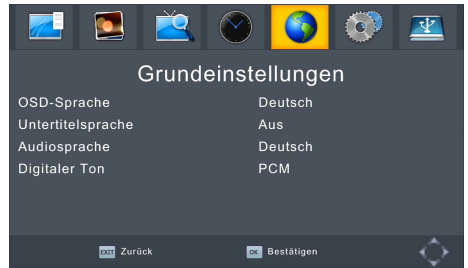 Grundeinstellungen
OSD-Sprache Deutsch
Untertitelsprache Aus
Audiosprache Deutsch
Digitaler Ton PCM
EXIT Zurück OK Bestätigen